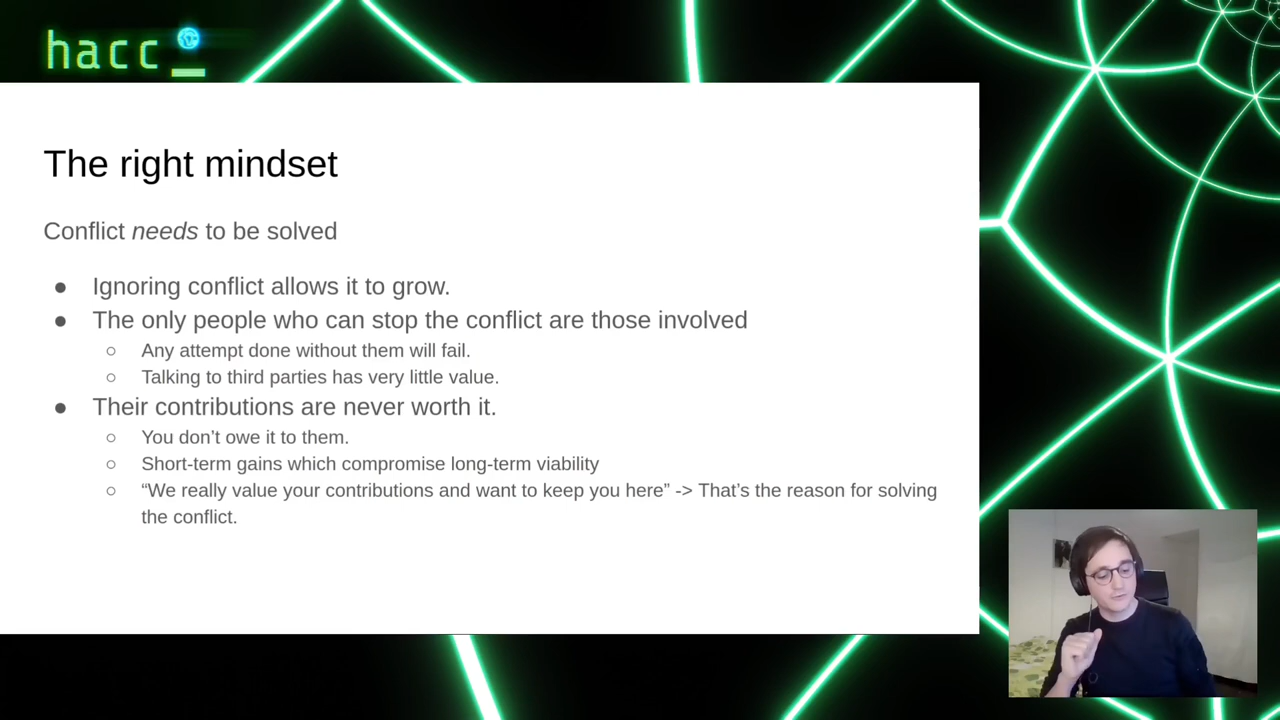 hacc_
The right mindset
Conflict needs to be solved
● Ignoring conflict allows it to grow.
● The only people who can stop the conflict are those involved
○ Any attempt done without them will fail.
○ Talking to third parties has very little value.
● Their contributions are never worth it.
○ You don’t owe it to them.
○ Short-term gains which compromise long-term viability
○ “We really value your contributions and want to keep you here” -> That’s the reason for solving
the conflict.